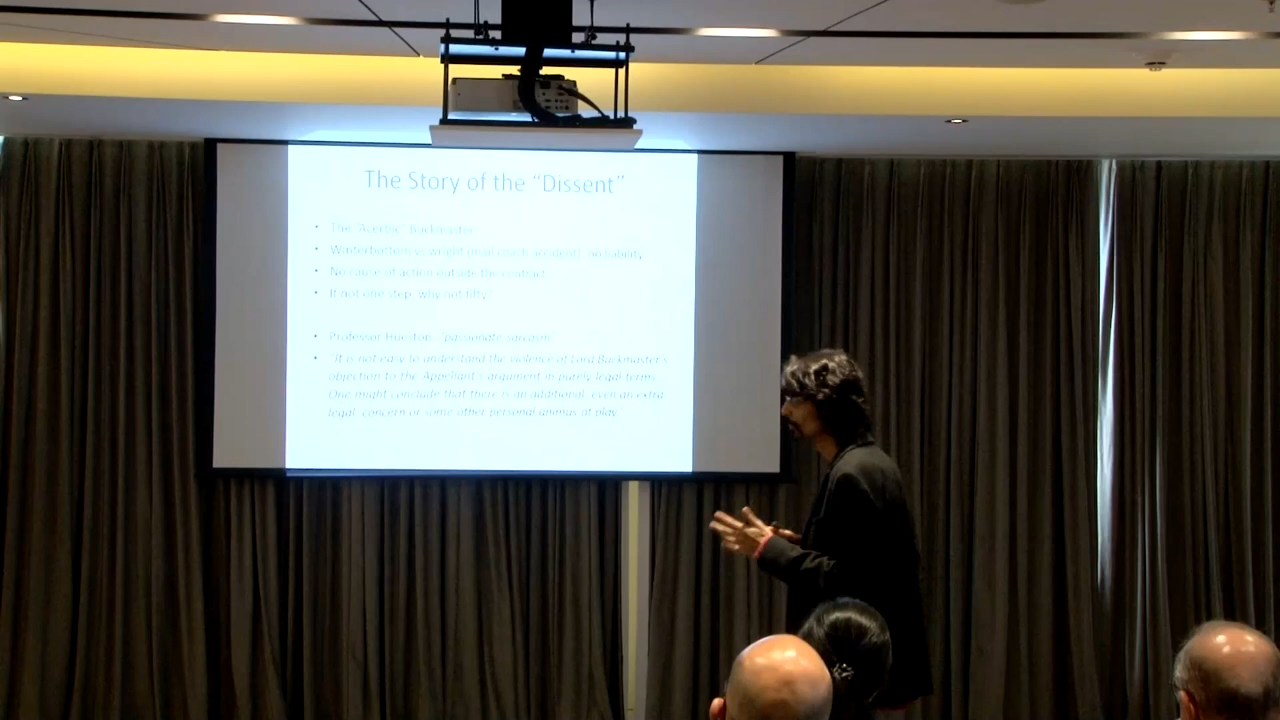 The Story of the “Dissent”
• The “Acerbic” Buckmaster
• Winterbottom vs wright mail coach accident, no liability
• No cause of action outside the contract
• If not one step, why not fifty?
• Professor "passionate sarcasm"
• "It is not easy to understand the violence of Lord Buckmaster's
objection to the Appellant's argument in purely legal terms.
One might conclude that there is an additional, even an extra
legal, concern or some other personal animus at play.